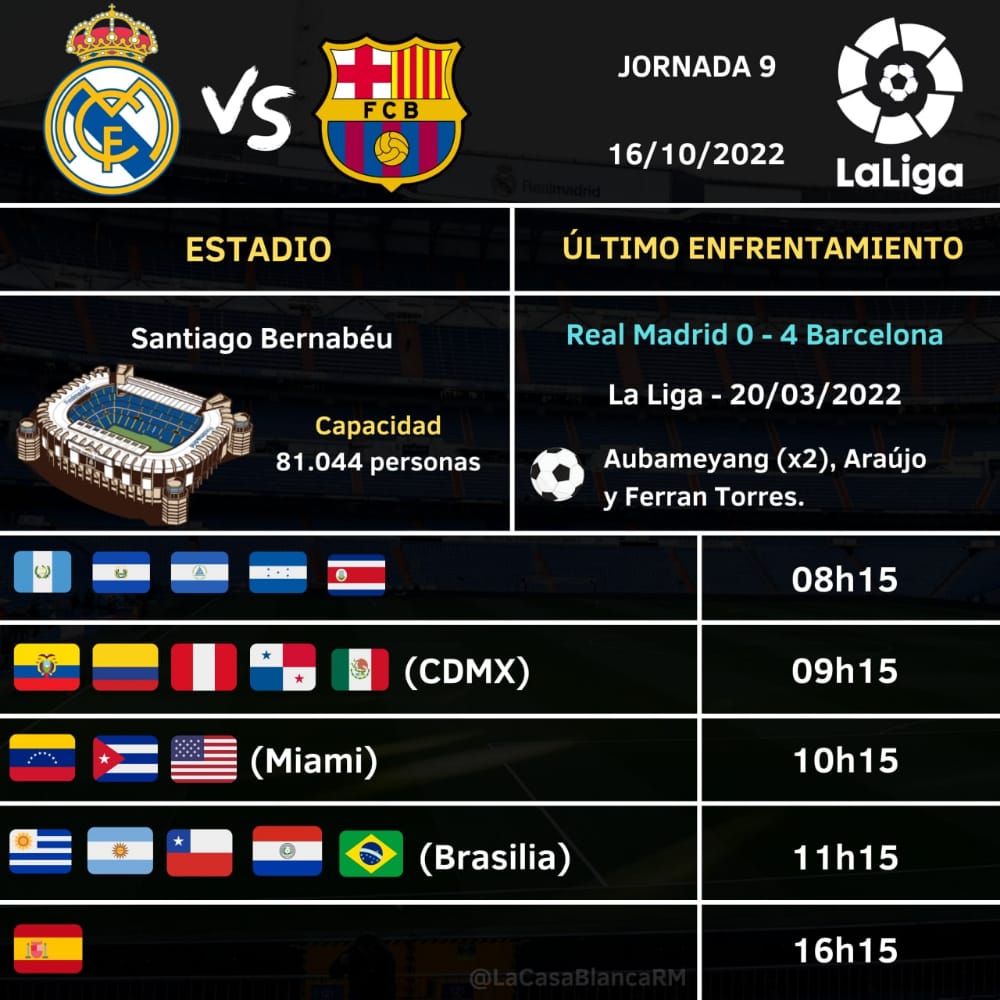 VS
FCB
JORNADA 9
16/10/2022
LaLiga
Realmadrid
ESTADIO
ÚLTIMO ENFRENTAMIENTO
Santiago Bernabéu
Capacidad
81.044 personas
Real Madrid 0 - 4 Barcelona
La Liga - 20/03/2022
Aubameyang (x2), Araújo
y Ferran Torres.
08h15
(CDMX)
09h15
(Miami)
10h15
(Brasilia)
11h15
16h15
@LaCasaBlancaRM